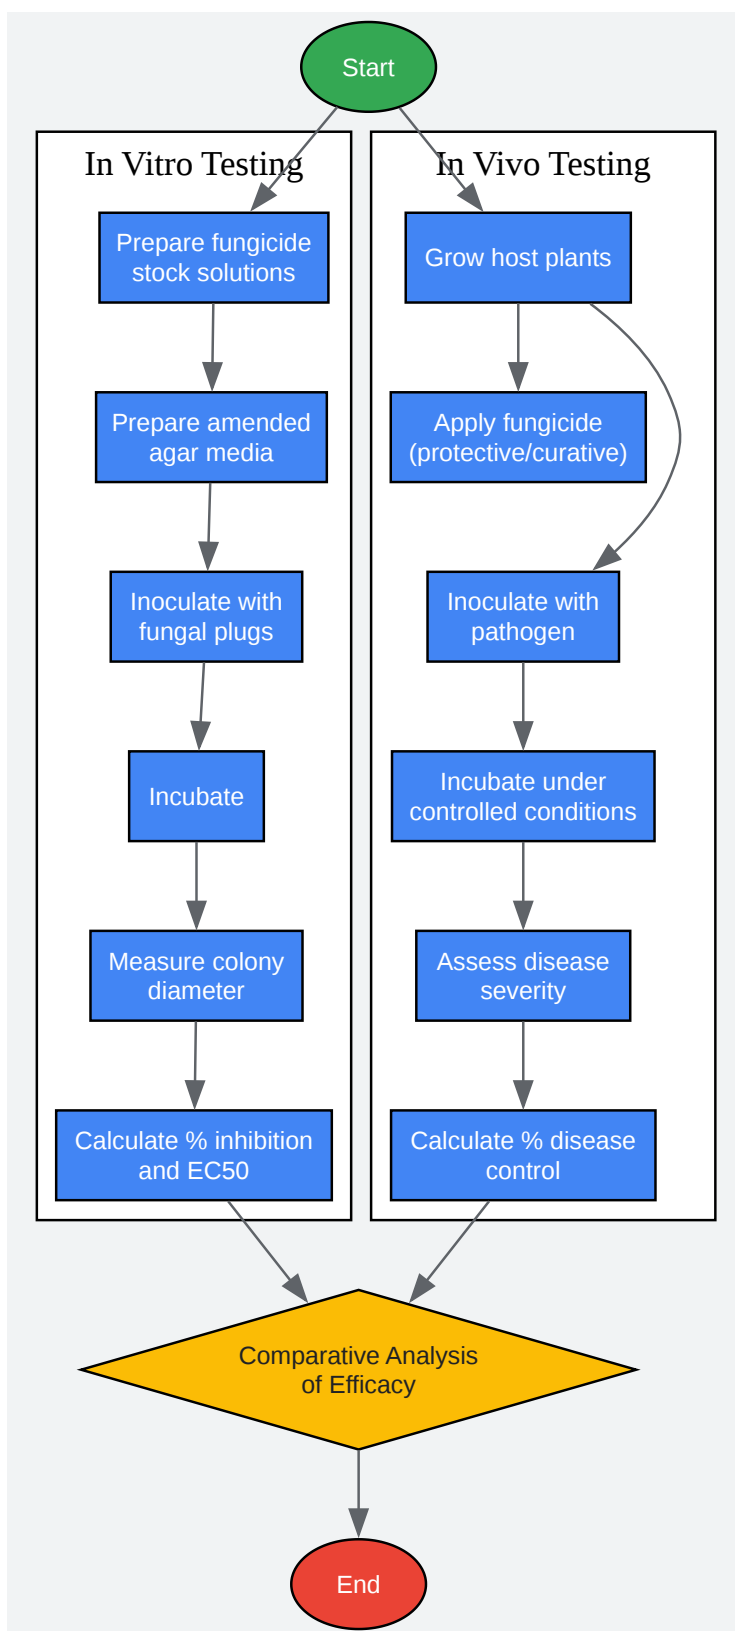 Start
In Vitro Testing
Prepare fungicide
stock solutions
Prepare amended
agar media
Inoculate with
fungal plugs
Incubate
Measure colony
diameter
Calculate % inhibition
and EC50
In Vivo Testing
Grow host plants
Apply fungicide
(protective/curative)
Inoculate with
pathogen
Incubate under
controlled conditions
Assess disease
severity
Calculate % disease
control
Comparative Analysis
of Efficacy
End